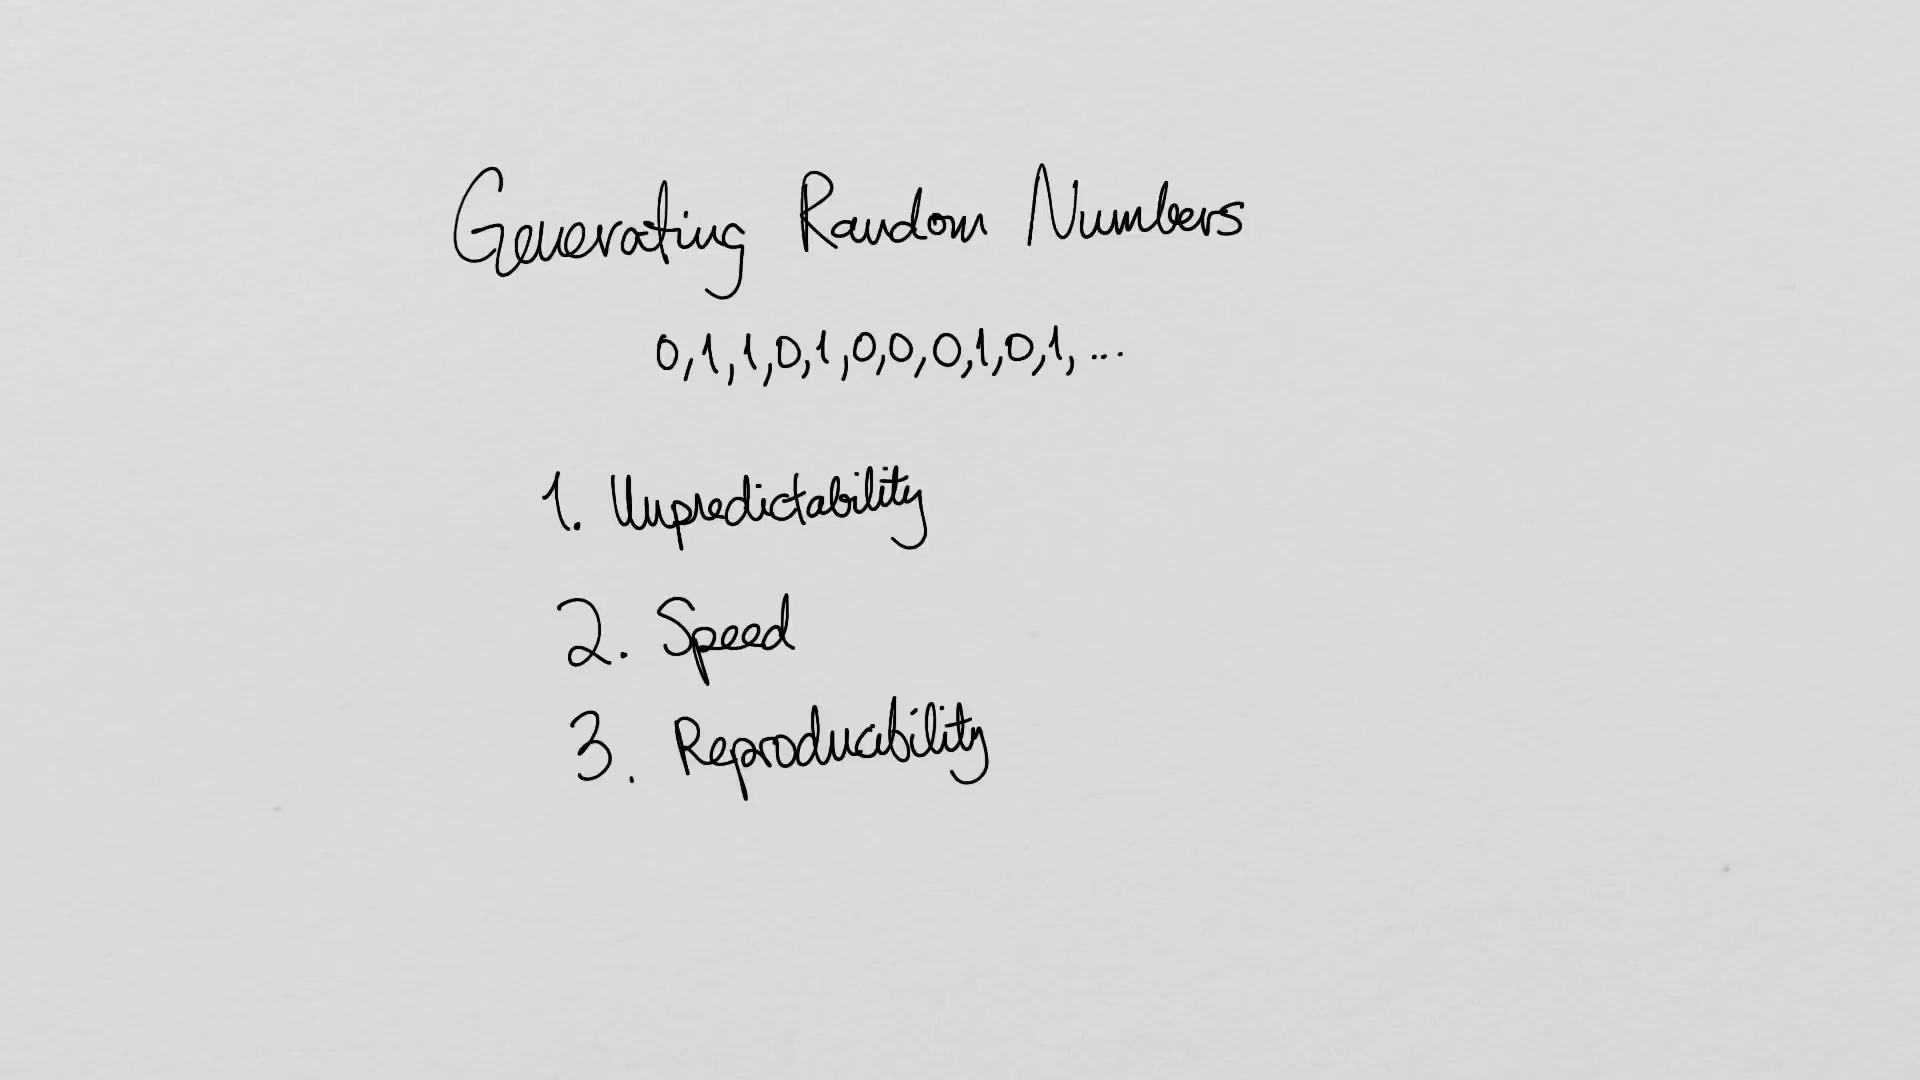 Generating Random Numbers
0,1,1,0,1,0,0,0,1,0,1,...
1. Unpredictability
2. Speed
3. Reproducibility